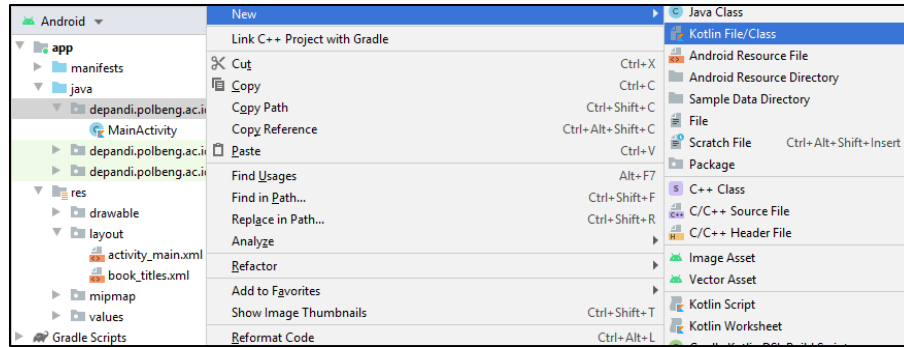 Android
app
manifests
java
depandi.polbeng.ac.i
MainActivity
depandi.polbeng.ac.i
depandi.polbeng.ac.i
res
drawable
layout
activity_main.xml
book_titles.xml
mipmap
values
Gradle Scripts
New
Link C++ Project with Gradle
Cut Ctrl+X
Copy Ctrl+C
Copy Path Ctrl+Shift+C
Copy Reference Ctrl+Alt+Shift+C
Paste Ctrl+V
Find Usages Alt+F7
Find in Path... Ctrl+Shift+F
Replace in Path... Ctrl+Shift+R
Analyze
Refactor
Add to Favorites
Show Image Thumbnails Ctrl+Shift+T
Reformat Code Ctrl+Alt+L
Java Class
Kotlin File/Class
Android Resource File
Android Resource Directory
Sample Data Directory
File
Scratch File Ctrl+Alt+Shift+Insert
Package
C++ Class
C/C++ Source File
C/C++ Header File
Image Asset
Vector Asset
Kotlin Script
Kotlin Worksheet